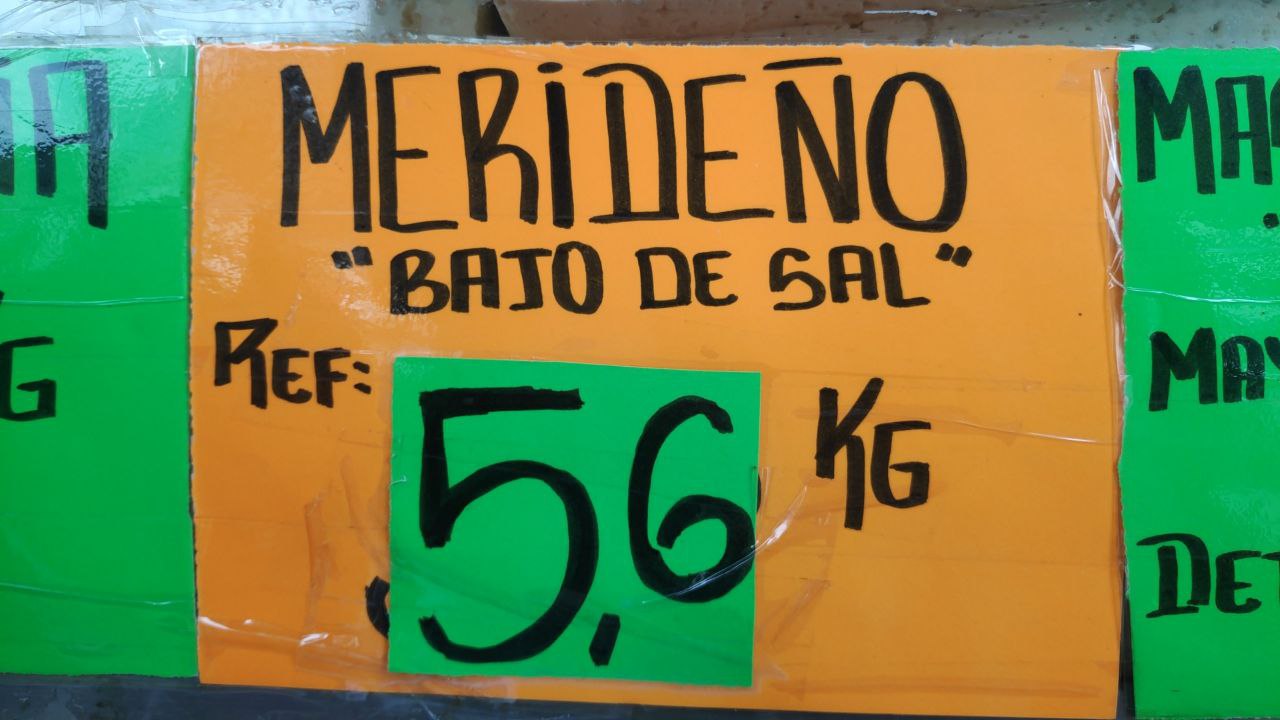 MERIDEÑO
"BAJO DE SAL"
REF: 5,6 KG
G